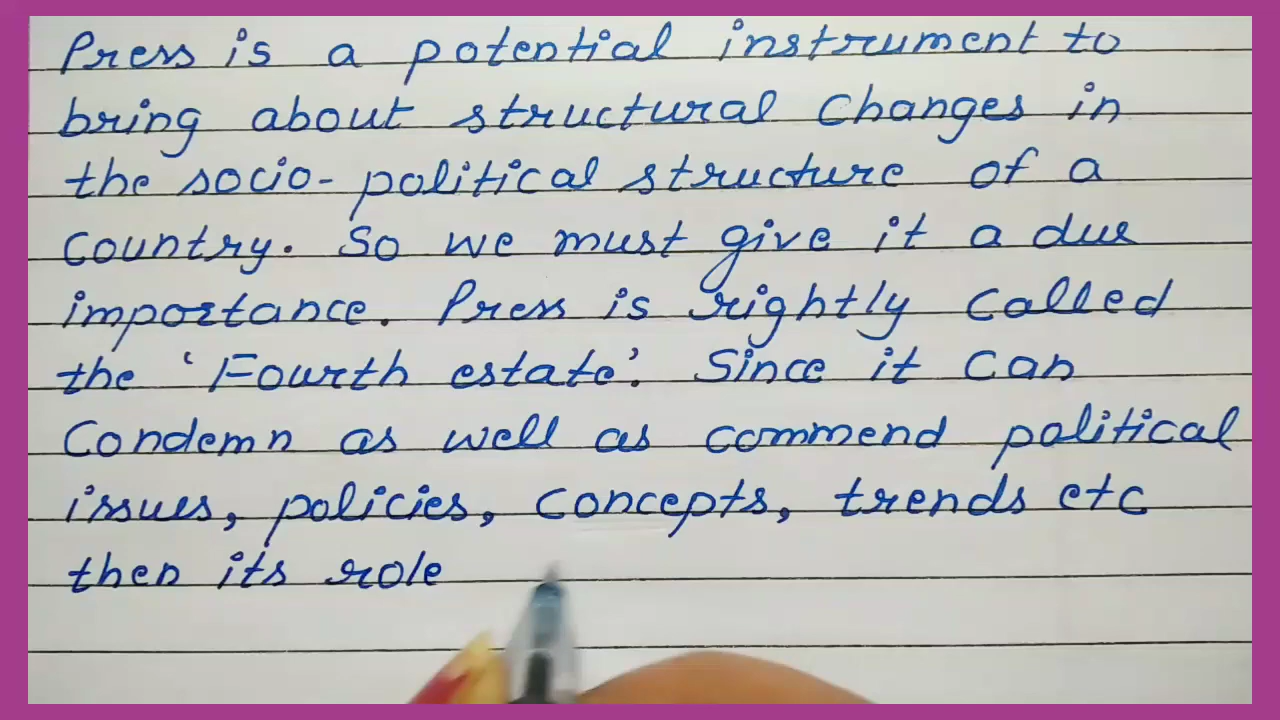 Press is a potential instrument to
bring about structural changes in
the socio-political structure of a
country. So we must give it a due
importance. Press is rightly called
the 'Fourth estate'. Since it can
condemn as well as commend political
issues, policies, concepts, trends etc
then its role